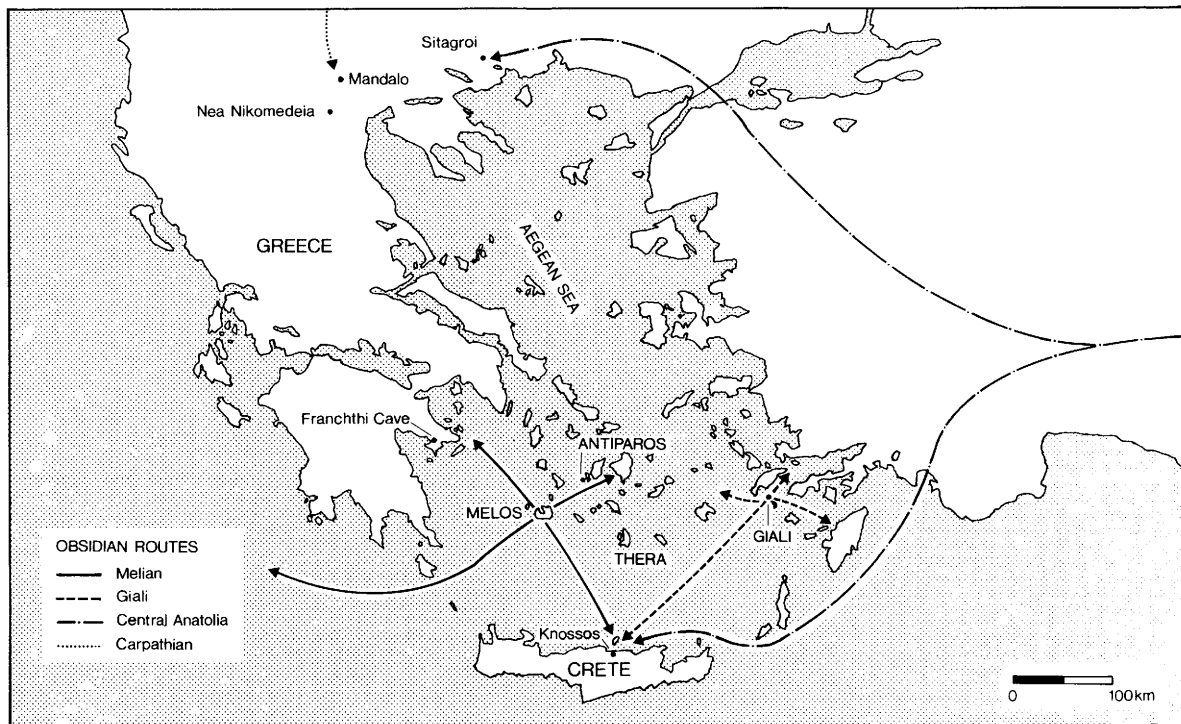 Sitagroi
Mandalo
Nea Nikomedeia
GREECE
AEGEAN SEA
Franchthi Cave
ANTIPAROS
MELOS
GIALI
THERA
Knossos
CRETE
OBSIDIAN ROUTES
Melian
Giali
Central Anatolia
Carpathian
0 100km